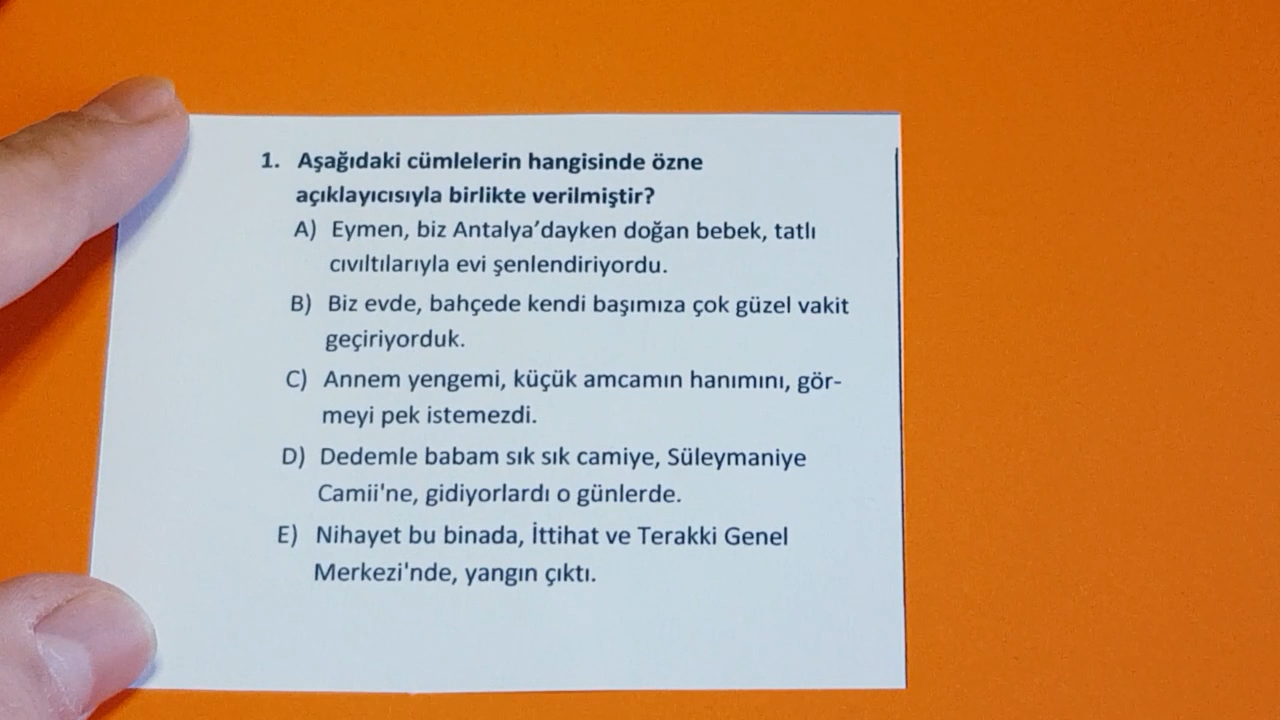 1. Aşağıdaki cümlelerin hangisinde özne
açıklayıcısıyla birlikte verilmiştir?
A) Eymen, biz Antalya’dayken doğan bebek, tatlı
cıvıltılarıyla evi şenlendiriyordu.
B) Biz evde, bahçede kendi başımıza çok güzel vakit
geçiriyorduk.
C) Annem yengemi, küçük amcamın hanımını, gör-
meyi pek istemezdi.
D) Dedemle babam sık sık camiye, Süleymaniye
Camii'ne, gidiyorlardı o günlerde.
E) Nihayet bu binada, İttihat ve Terakki Genel
Merkezi'nde, yangın çıktı.